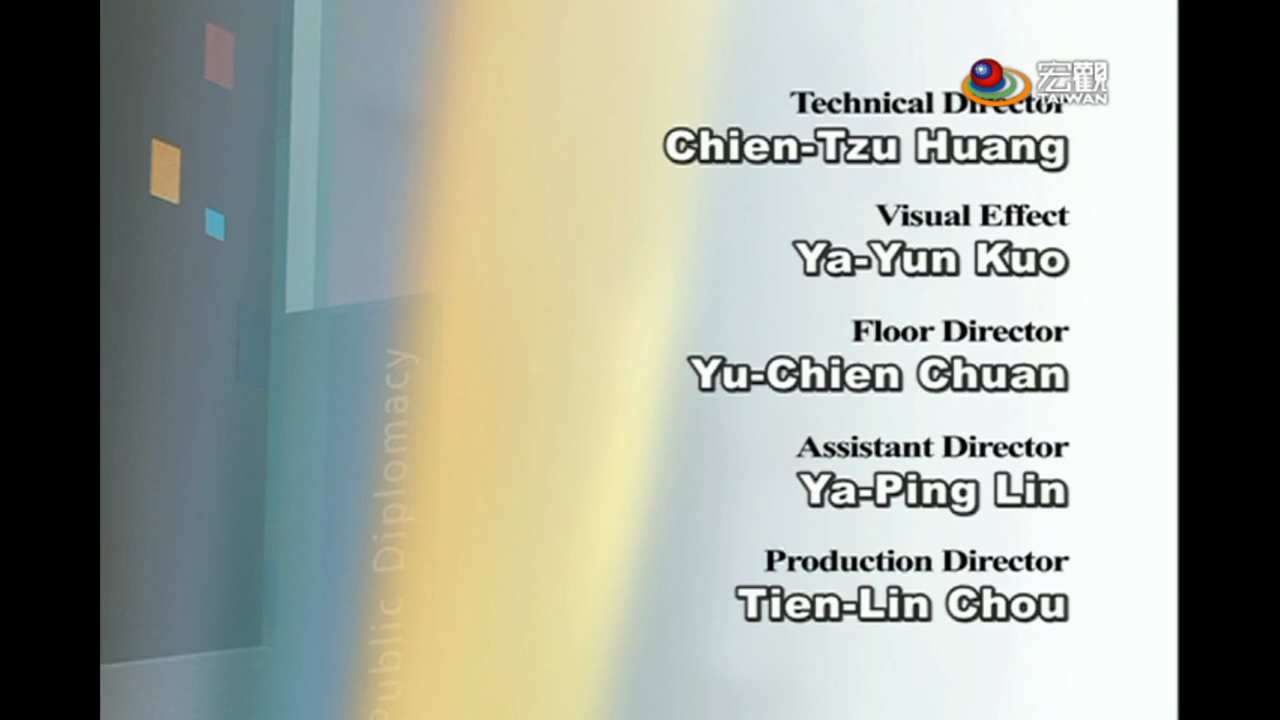 宏觀
TAIWAN
Technical Director
Chien-Tzu Huang
Visual Effect
Ya-Yun Kuo
Floor Director
Yu-Chien Chuan
Assistant Director
Ya-Ping Lin
Production Director
Tien-Lin Chou
Public Diplomacy